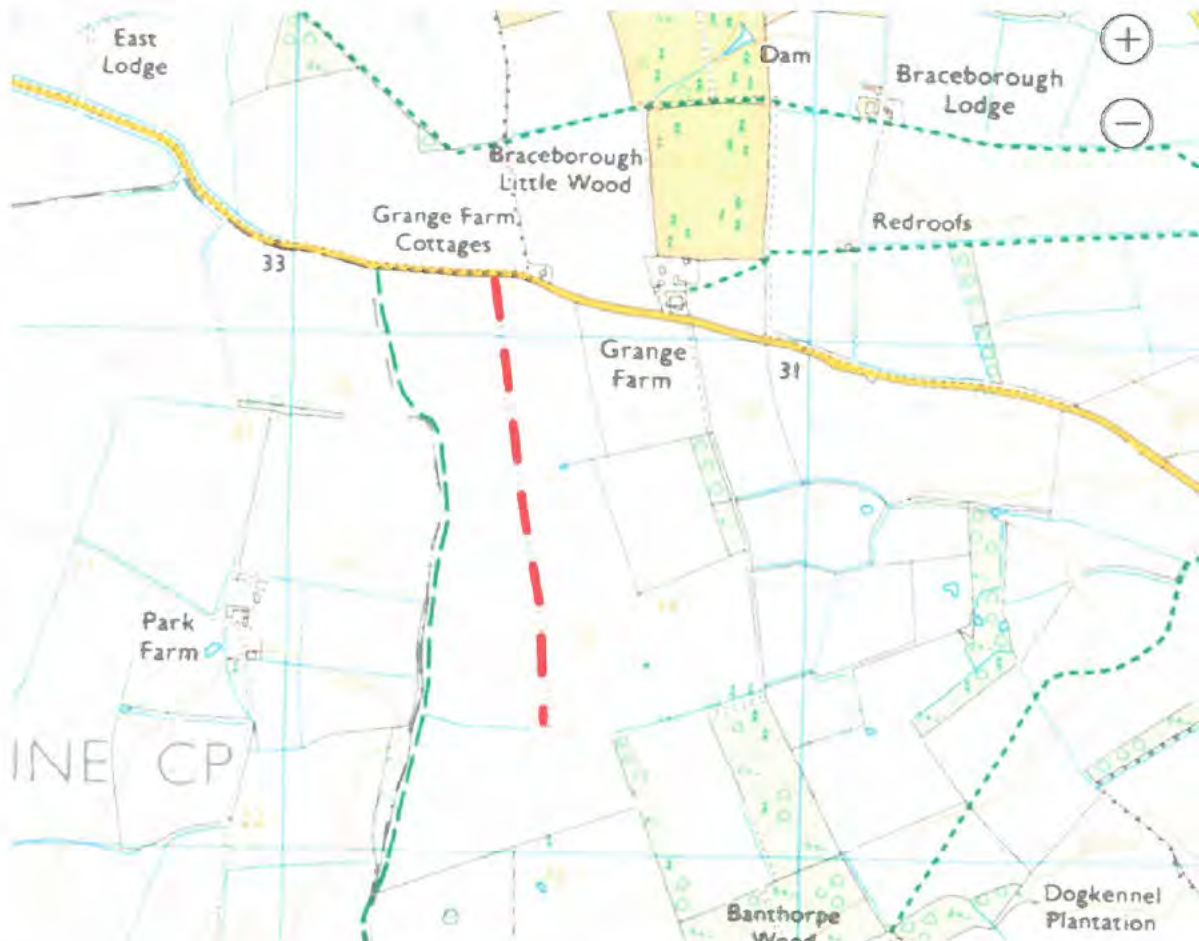 East
Lodge
Dam
Braceborough
Lodge
+
−
Braceborough
Little Wood
Grange Farm
Cottages
Redroofs
33
Grange
Farm
31
Park
Farm
INE CP
Banthorpe
Wood
Dogkennel
Plantation